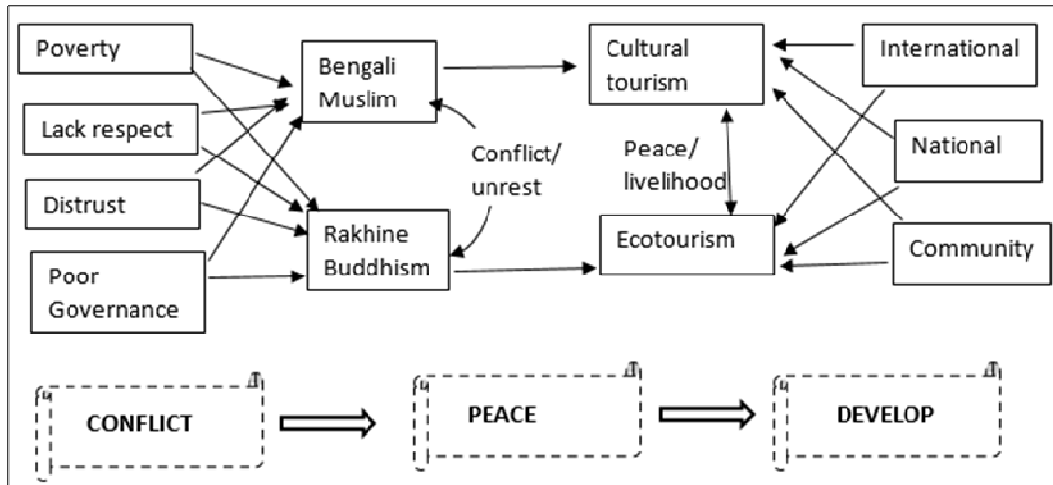 Poverty
Lack respect
Distrust
Poor
Governance
Bengali
Muslim
Rakhine
Buddhism
Conflict/
unrest
Cultural
tourism
Peace/
livelihood
Ecotourism
International
National
Community
CONFLICT
PEACE
DEVELOP